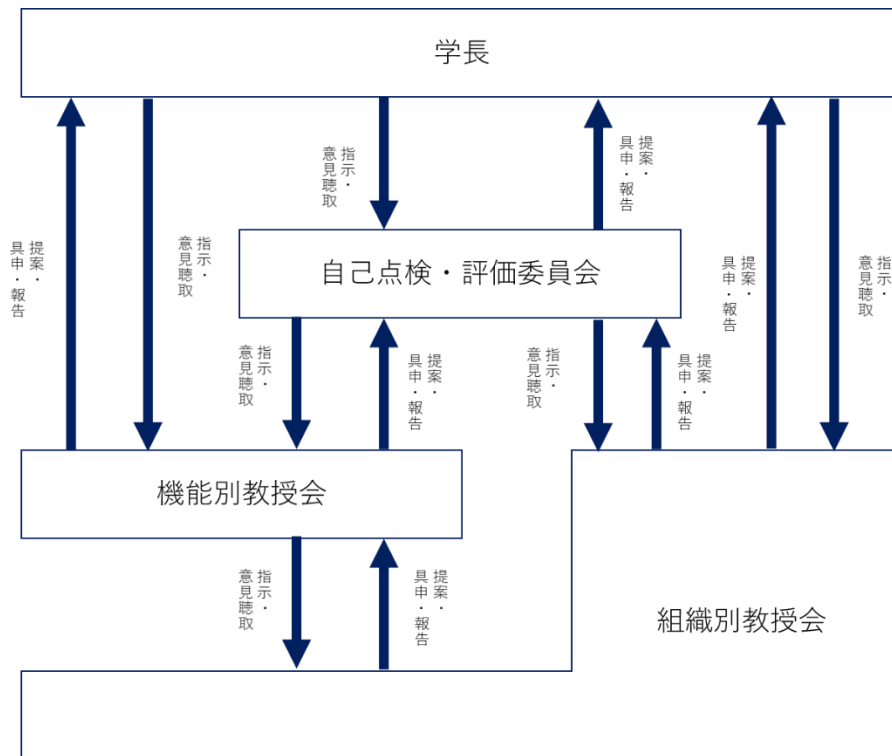 学長
指示・
意見聴取
提案・
具申・報告
提案・
具申・報告
指示・
意見聴取
提案・
具申・報告
指示・
意見聴取
自己点検・評価委員会
指示・
意見聴取
提案・
具申・報告
指示・
意見聴取
提案・
具申・報告
機能別教授会
指示・
意見聴取
提案・
具申・報告
組織別教授会